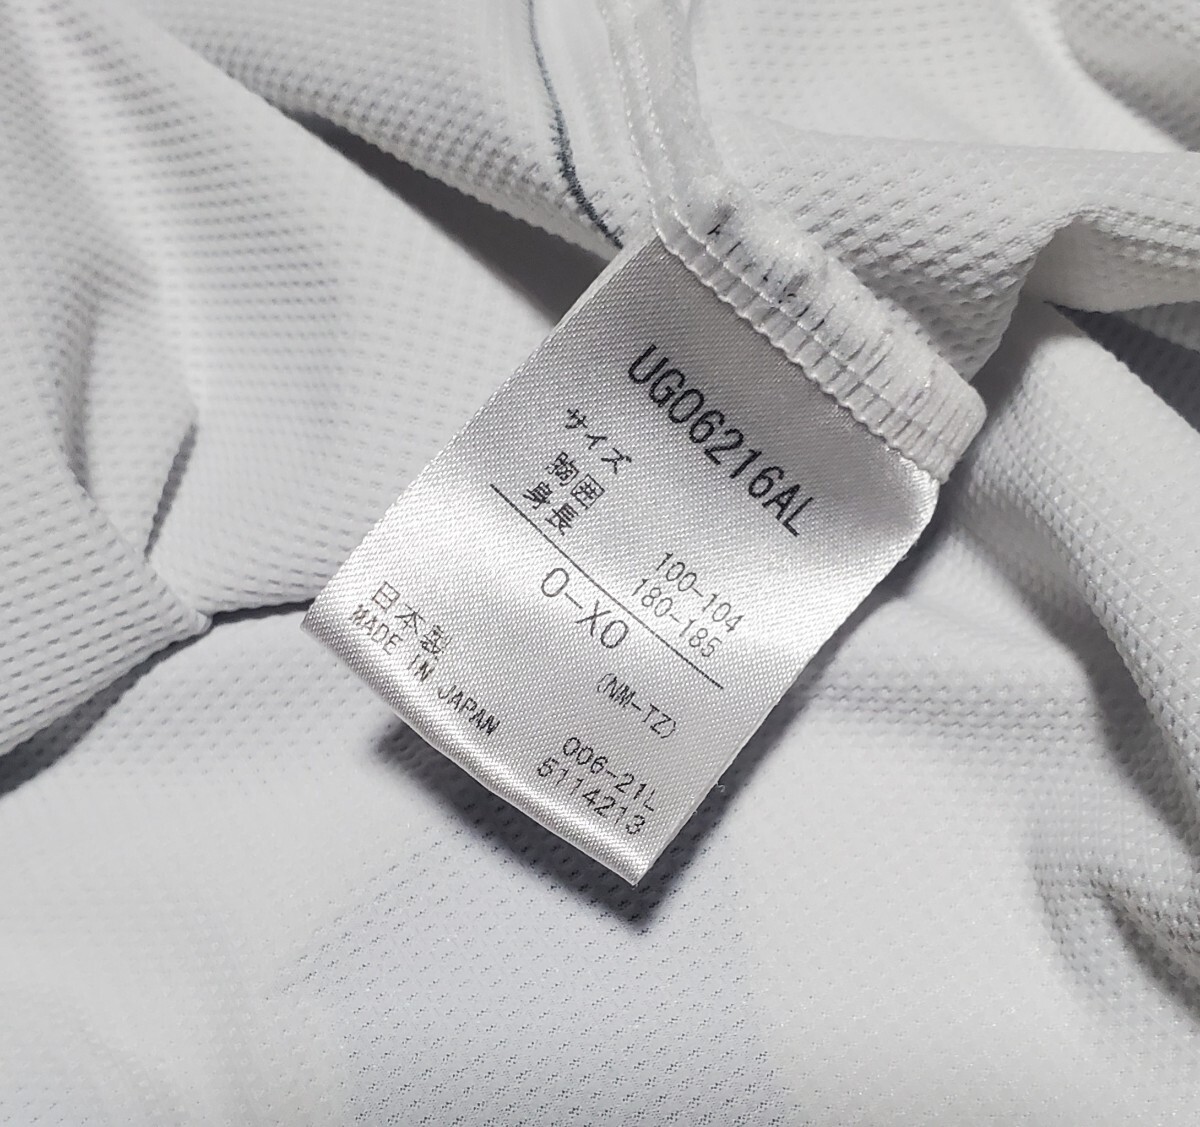 UG06216AL
サイズ
胸囲 100-104
身長 180-185
O-XO
(NM-TZ)
日本製 006-21L
MADE IN JAPAN 5114213